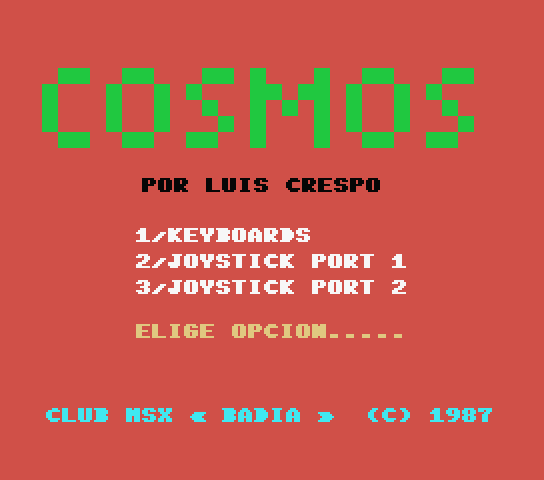 COSMOS
POR LUIS CRESPO
1/KEYBOARDS
2/JOYSTICK PORT 1
3/JOYSTICK PORT 2
ELIGE OPCION.....
CLUB MSX « BADIA » (C) 1987